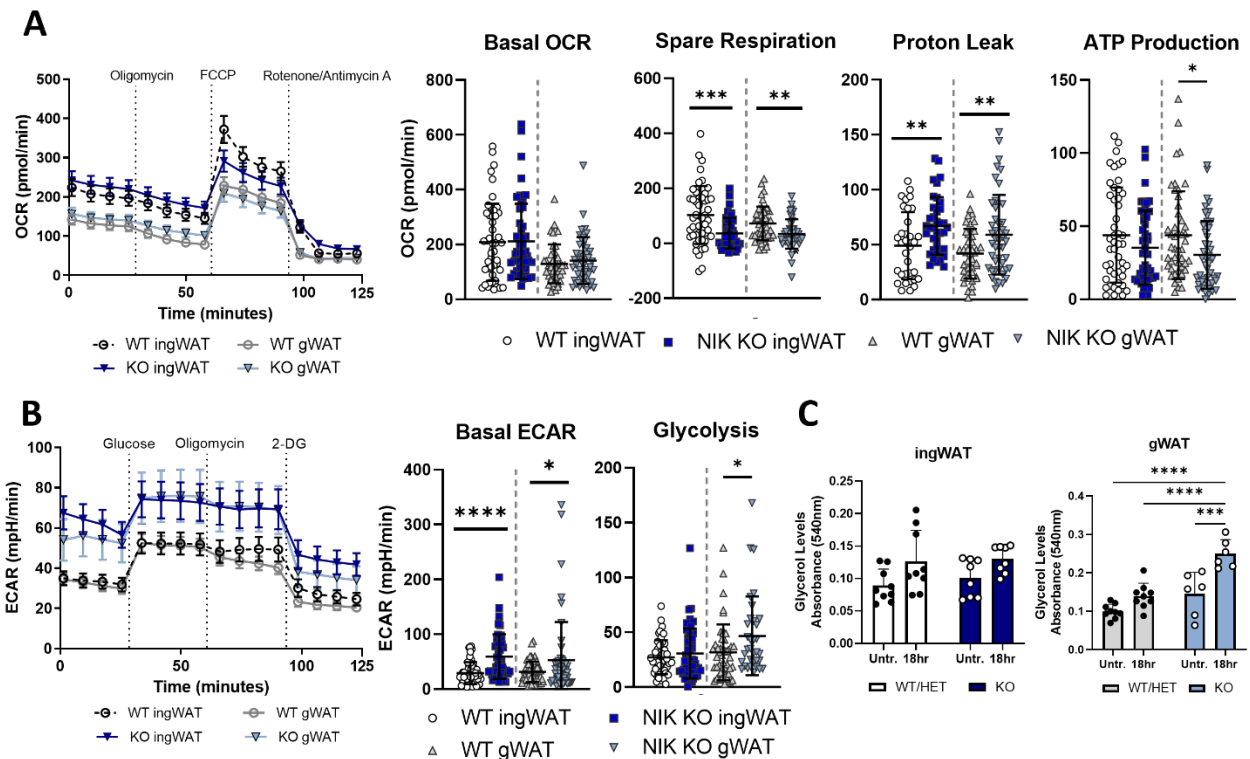 A
Basal OCR
Spare Respiration
Proton Leak
ATP Production
Oligomycin
FCCP
Rotenone/Antimycin A
OCR (pmol/min)
500
400
300
200
100
0
0
50
100
125
Time (minutes)
WT ingWAT
WT gWAT
KO ingWAT
KO gWAT
OCR (pmol/min)
800
600
400
200
0
600
400
200
0
-200
***
**
150
100
50
0
**
**
150
100
50
0
*
WT ingWAT
NIK KO ingWAT
WT gWAT
NIK KO gWAT
B
Glucose
Oligomycin
2-DG
ECAR (mpH/min)
100
80
60
40
20
0
0
50
100
125
Time (minutes)
WT ingWAT
WT gWAT
KO ingWAT
KO gWAT
Basal ECAR
Glycolysis
ECAR (mpH/min)
400
300
200
100
0
****
*
200
150
100
50
0
*
WT ingWAT
NIK KO ingWAT
WT gWAT
NIK KO gWAT
C
ingWAT
Glycerol Levels
Absorbance (540nm)
0.25
0.20
0.15
0.10
0.05
0.00
Untr.
18hr
Untr.
18hr
WT/HET
KO
gWAT
****
****
***
Glycerol Levels
Absorbance (540nm)
0.4
0.3
0.2
0.1
0.0
Untr.
18hr
Untr.
18hr
WT/HET
KO